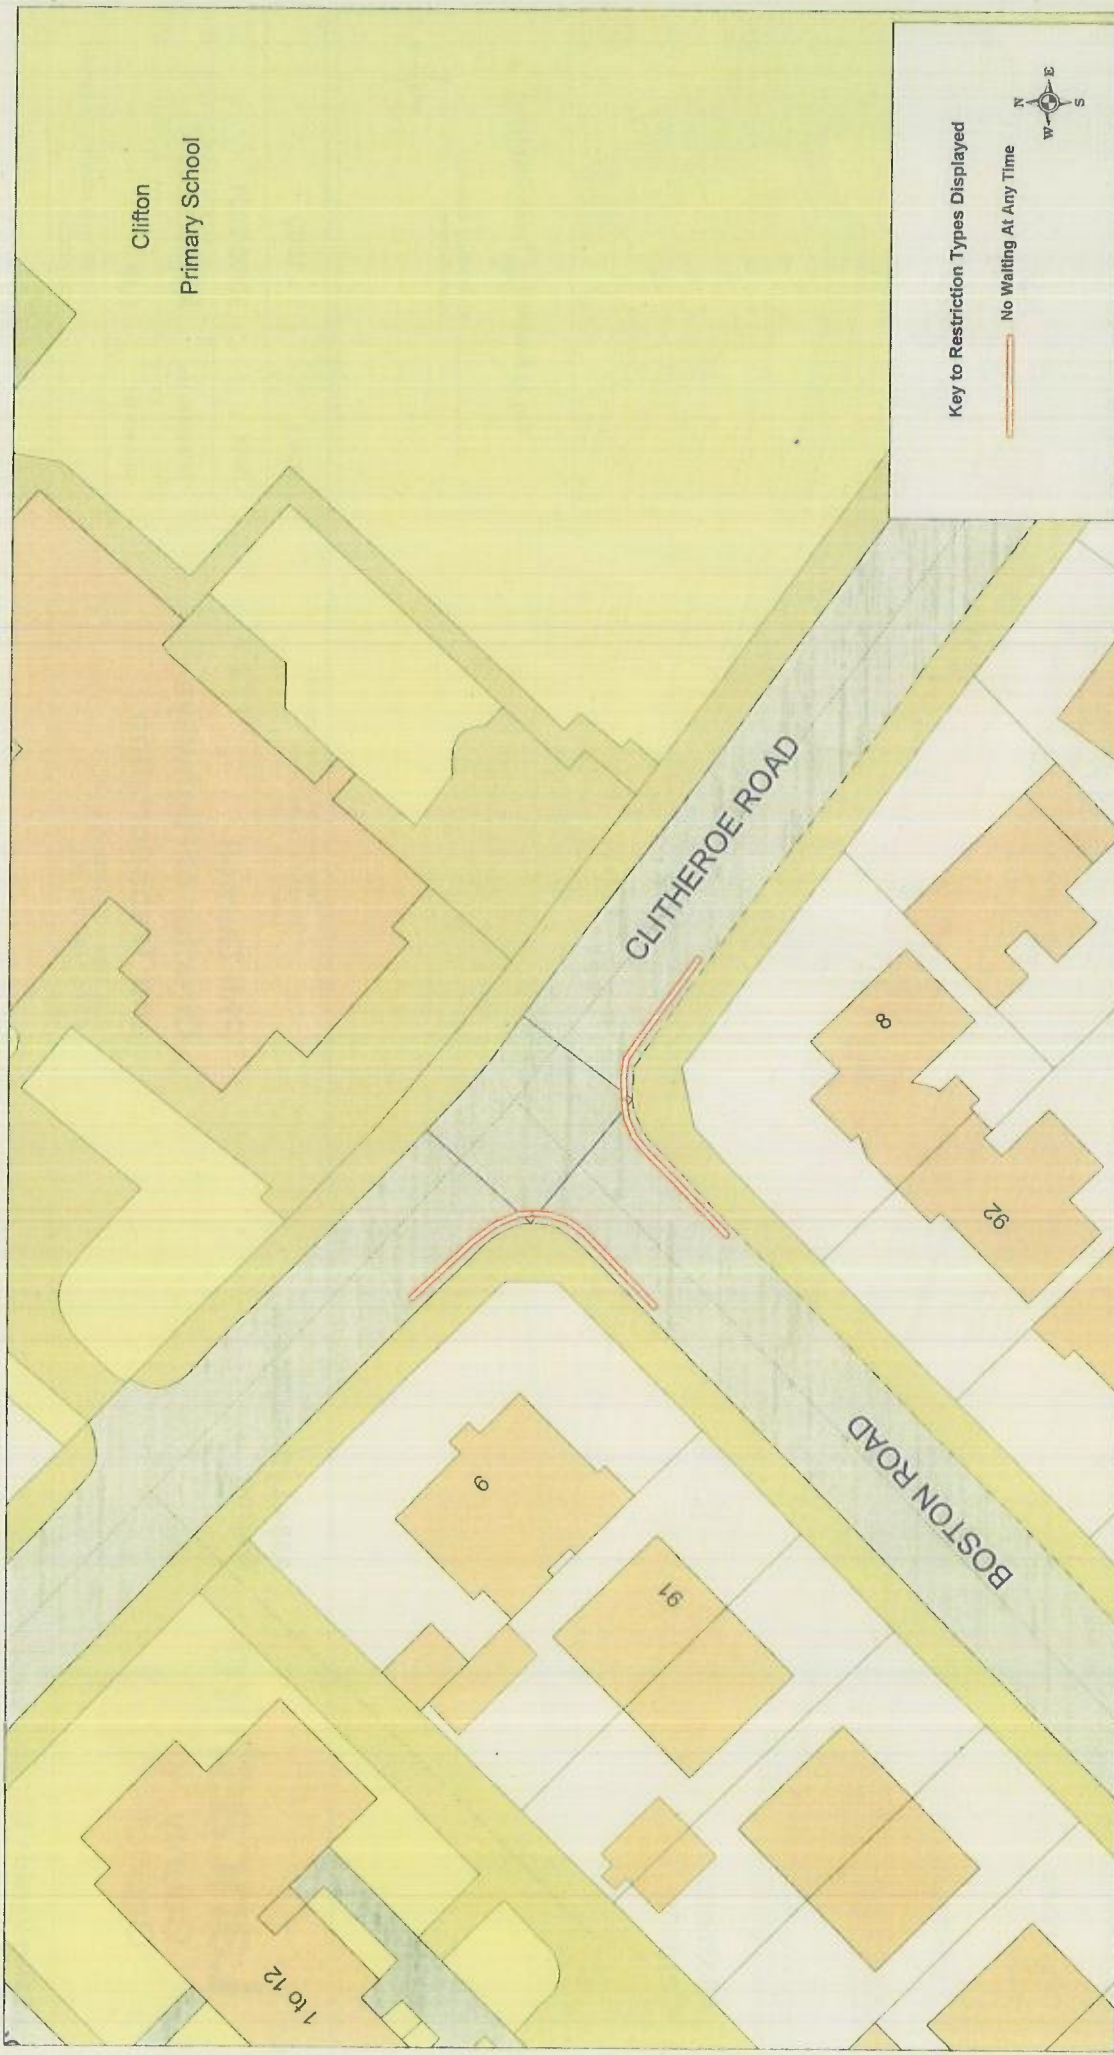 Clifton
Primary School
CLITHEROE ROAD
BOSTON ROAD
8
92
9
91
1 to 12
Key to Restriction Types Displayed
No Waiting At Any Time
N
E
S
W